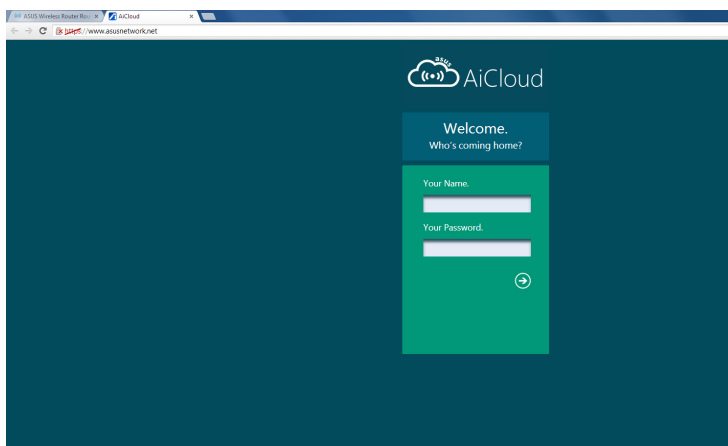 ASUS Wireless Router Rou
AiCloud
https://www.asusnetwork.net
asus
AiCloud
Welcome.
Who's coming home?
Your Name.
Your Password.